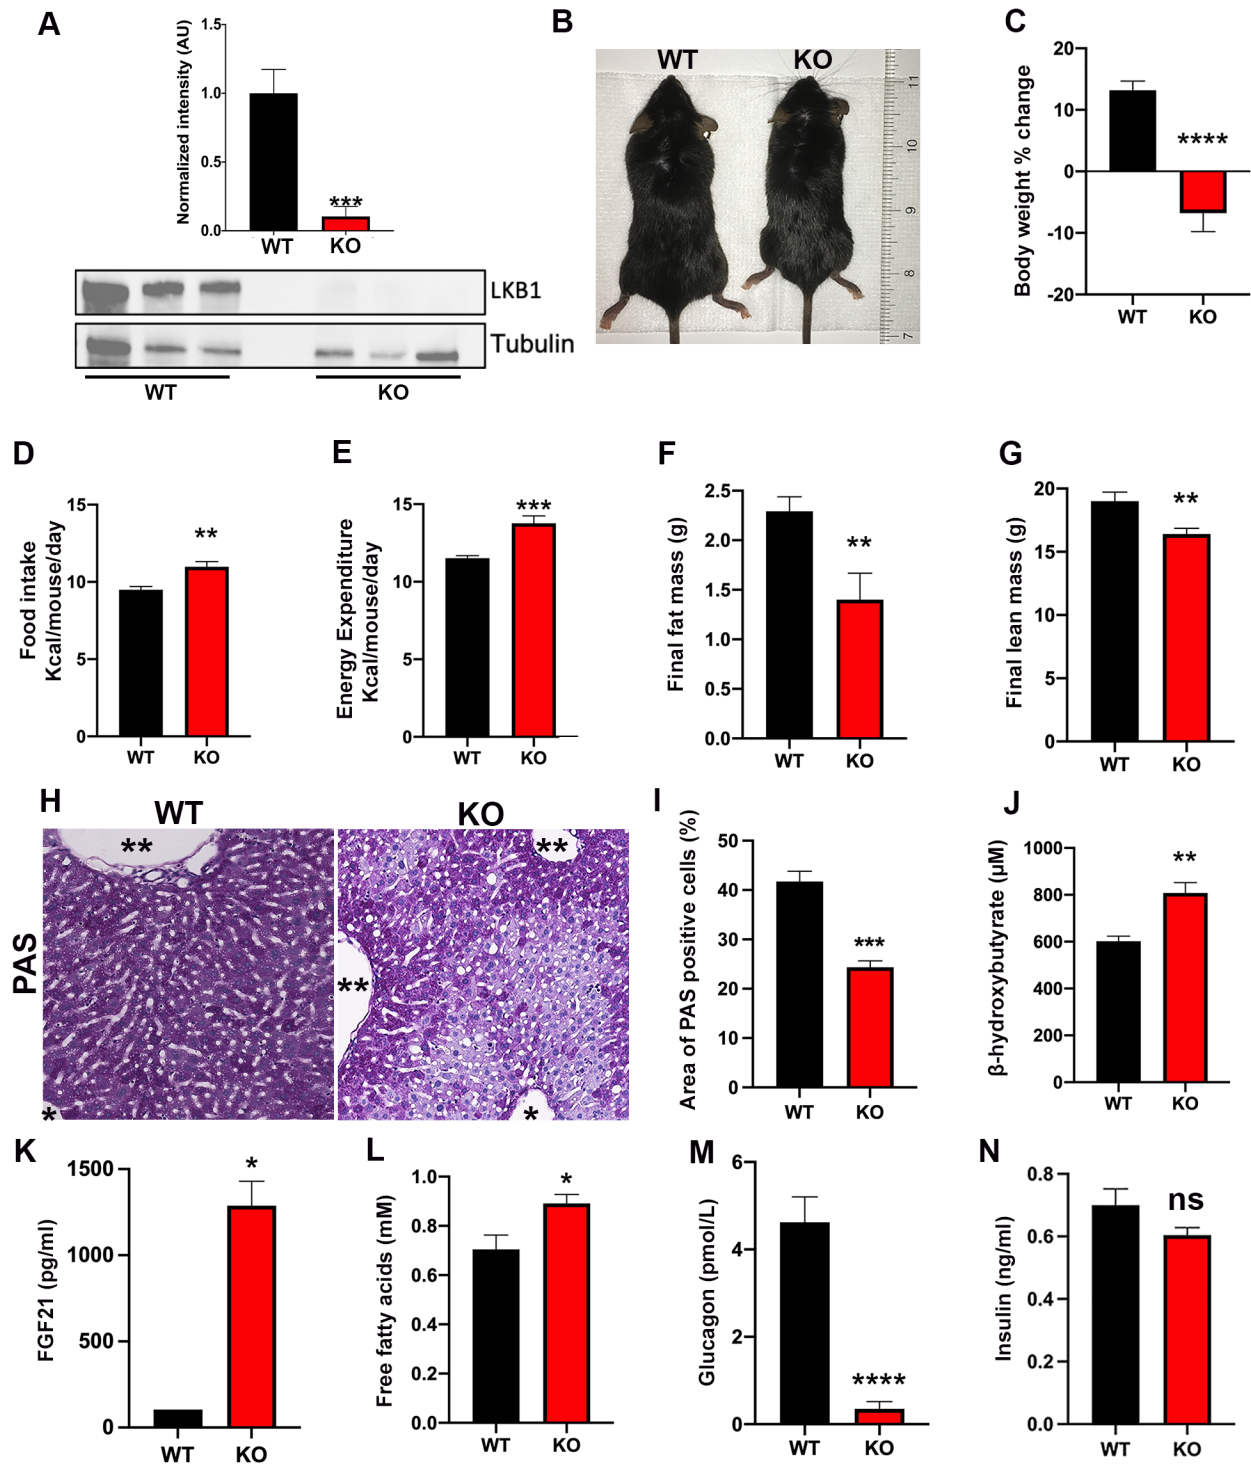 A
Normalized intensity (AU)
1.5
1.0
0.5
0.0
***
WT KO
LKB1
Tubulin
WT KO
B
WT KO
11
10
9
8
7
C
Body weight % change
20
10
0
-10
-20
****
WT KO
D
Food intake
Kcal/mouse/day
15
10
5
0
**
WT KO
E
Energy Expenditure
Kcal/mouse/day
15
10
5
0
***
WT KO
F
Final fat mass (g)
2.5
2.0
1.5
1.0
0.5
0.0
**
WT KO
G
Final lean mass (g)
20
15
10
5
0
**
WT KO
H
WT KO
PAS
**
*
**
**
*
I
Area of PAS positive cells (%)
50
40
30
20
10
0
***
WT KO
J
β-hydroxybutyrate (µM)
1000
800
600
400
200
0
**
WT KO
K
FGF21 (pg/ml)
1500
1000
500
0
*
WT KO
L
Free fatty acids (mM)
1.0
0.8
0.6
0.4
0.2
0.0
*
WT KO
M
Glucagon (pmol/L)
6
4
2
0
****
WT KO
N
Insulin (ng/ml)
0.8
0.6
0.4
0.2
0.0
ns
WT KO